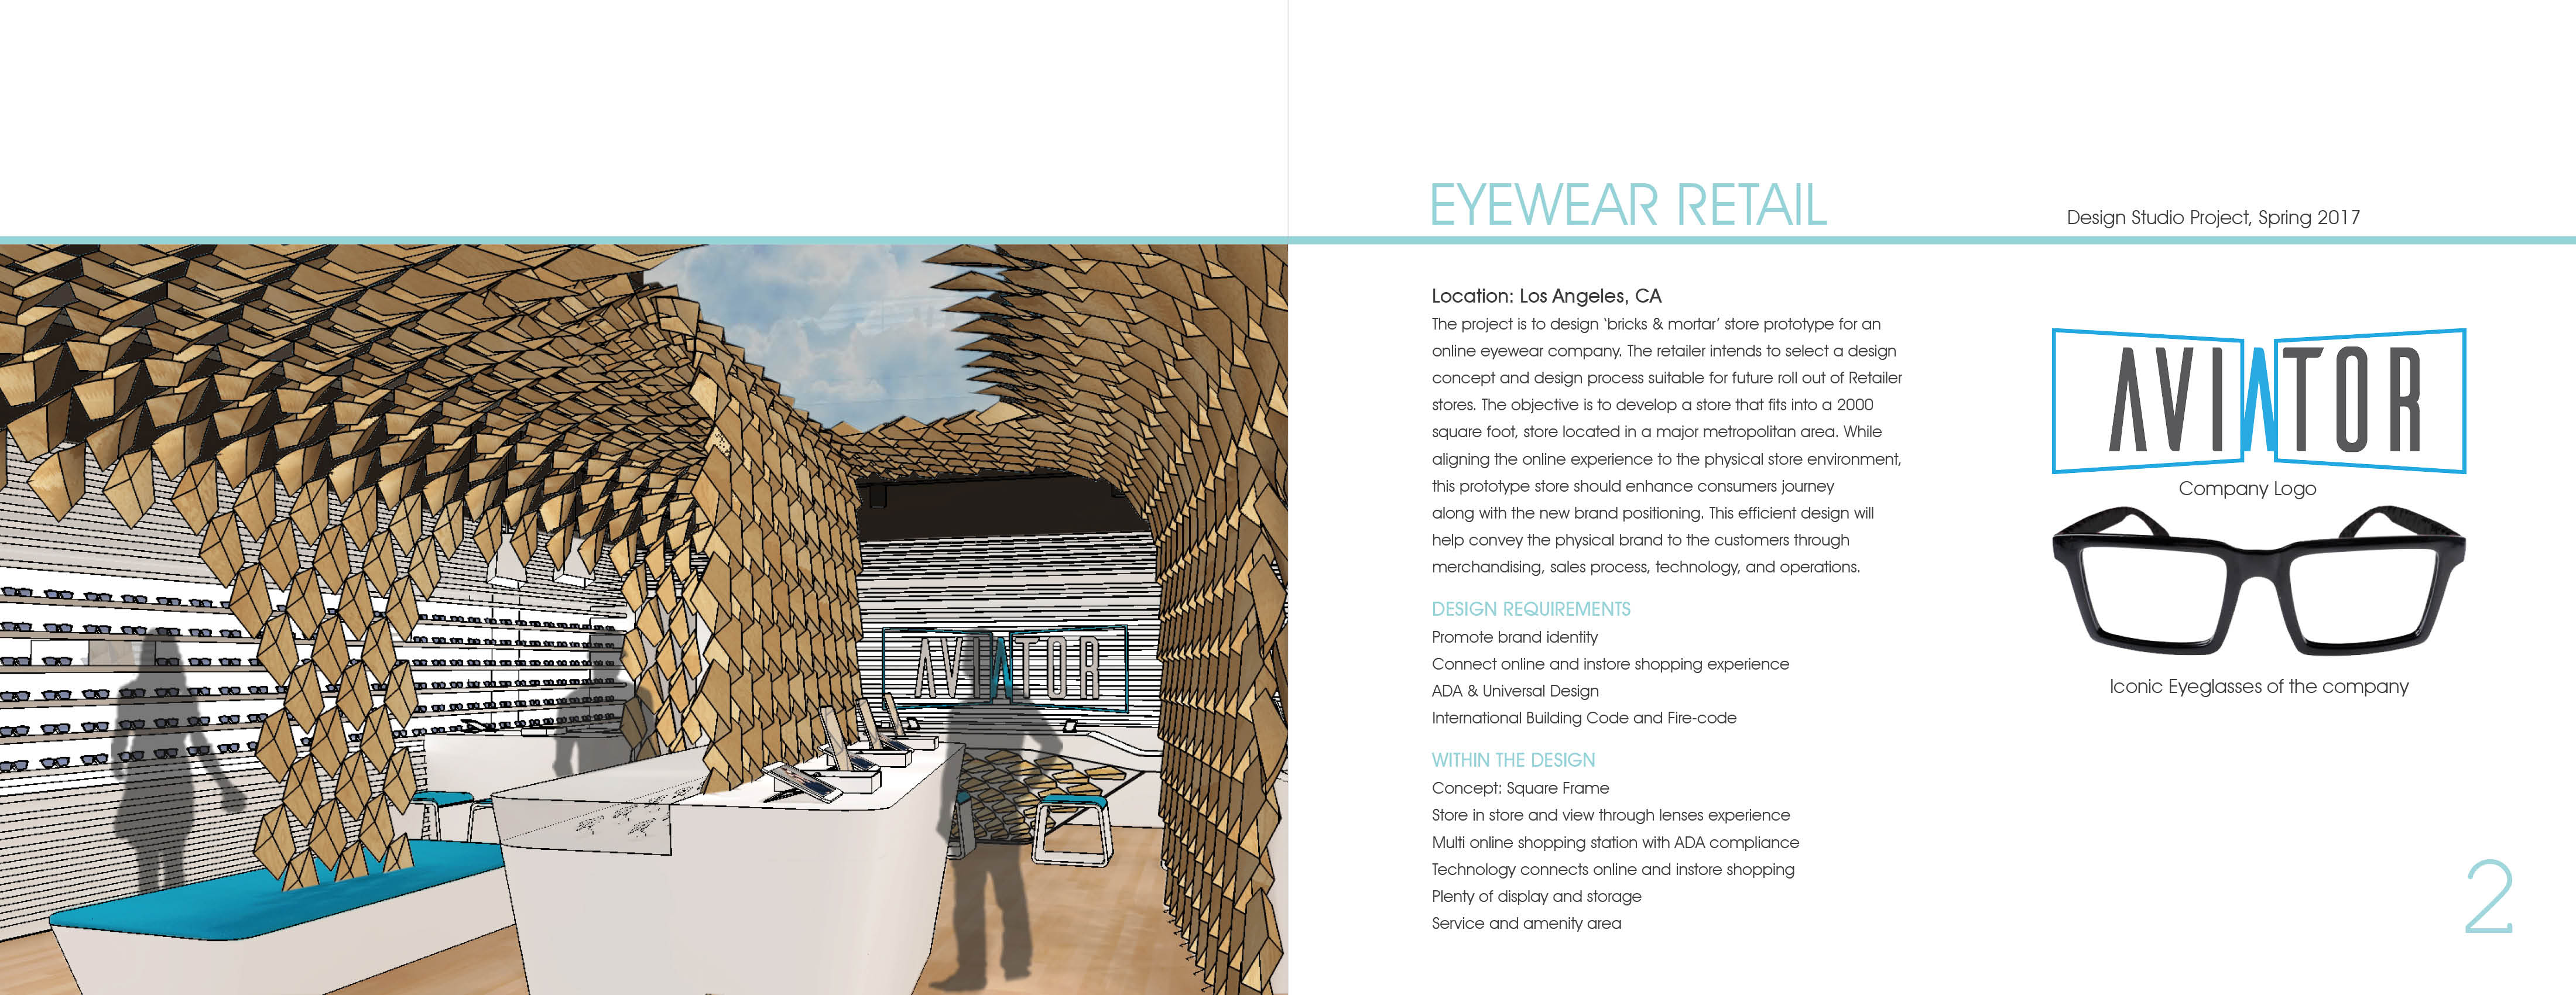 EYEWEAR RETAIL
Design Studio Project, Spring 2017
Location: Los Angeles, CA
The project is to design ‘bricks & mortar’ store prototype for an
online eyewear company. The retailer intends to select a design
concept and design process suitable for future roll out of Retailer
stores. The objective is to develop a store that fits into a 2000
square foot, store located in a major metropolitan area. While
aligning the online experience to the physical store environment,
this prototype store should enhance consumers journey
along with the new brand positioning. This efficient design will
help convey the physical brand to the customers through
merchandising, sales process, technology, and operations.
DESIGN REQUIREMENTS
Promote brand identity
Connect online and instore shopping experience
ADA & Universal Design
International Building Code and Fire-code
WITHIN THE DESIGN
Concept: Square Frame
Store in store and view through lenses experience
Multi online shopping station with ADA compliance
Technology connects online and instore shopping
Plenty of display and storage
Service and amenity area
AVIATOR
Company Logo
Iconic Eyeglasses of the company
2
AVIATOR